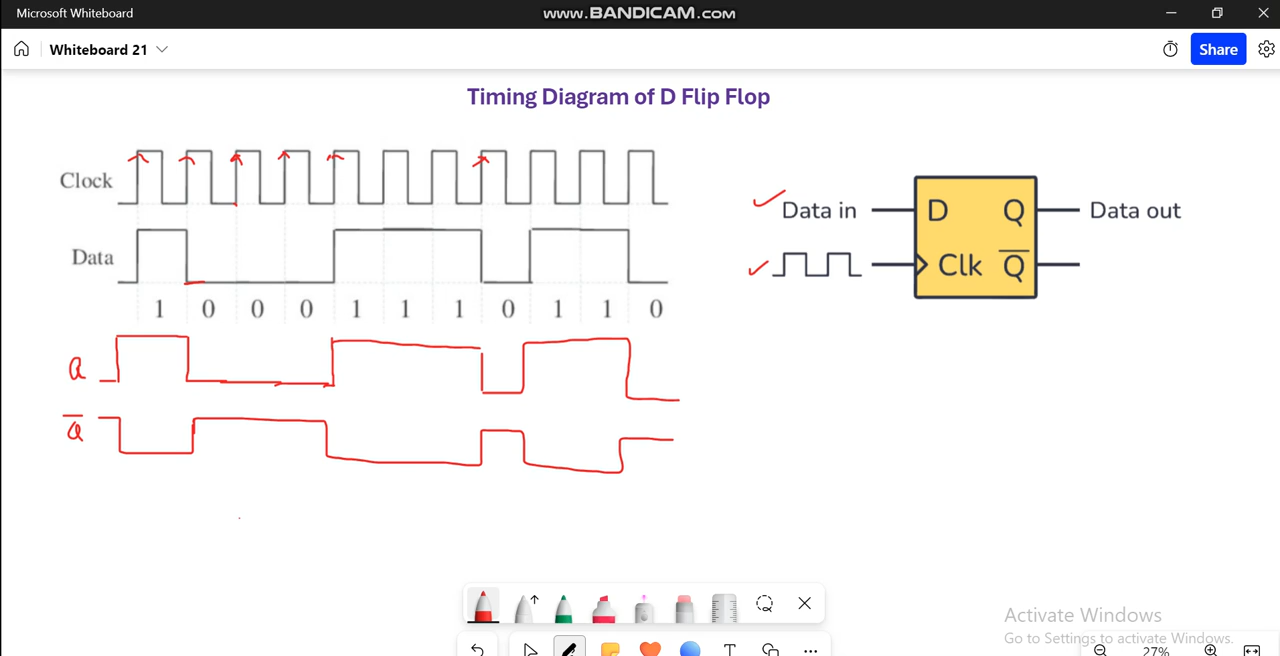 Microsoft Whiteboard
www.BANDICAM.com
Whiteboard 21
Share
Timing Diagram of D Flip Flop
Clock
Data
1 0 0 0 1 1 1 0 1 1 0
Q
Q̅
Data in
D
Q
Data out
Clk
Q̅
T
Activate Windows
Go to Settings to activate Windows.
27%